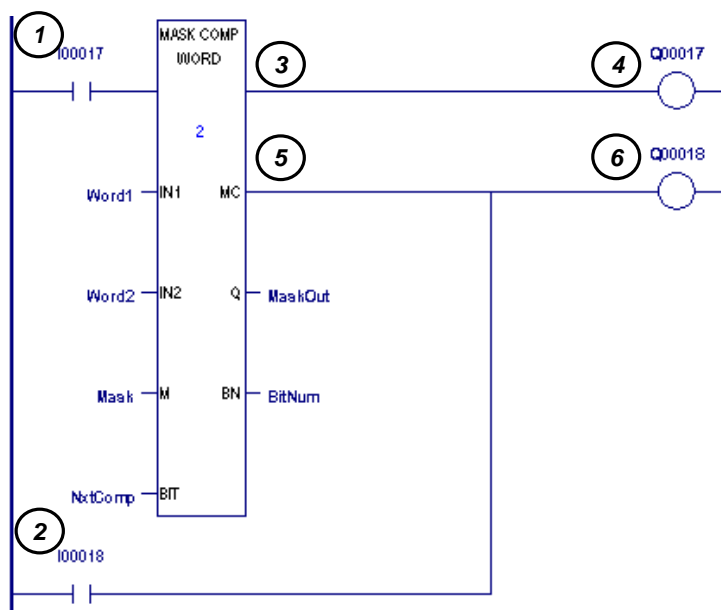 1
I00017
MASK COMP
WORD
3
4
Q00017
2
5
6
Q00018
Word1
IN1
MC
Word2
IN2
Q
MaskOut
Mask
M
BN
BitNum
NxtComp
BIT
2
I00018